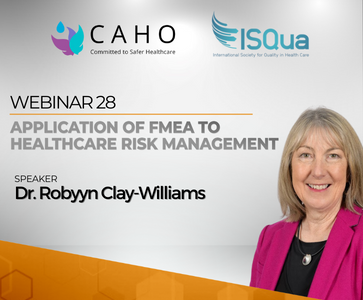 CAHO
Committed to Safer Healthcare
ISQua
International Society for Quality in Health Care
WEBINAR 28
APPLICATION OF FMEA TO
HEALTHCARE RISK MANAGEMENT
SPEAKER
Dr. Robyyn Clay-Williams